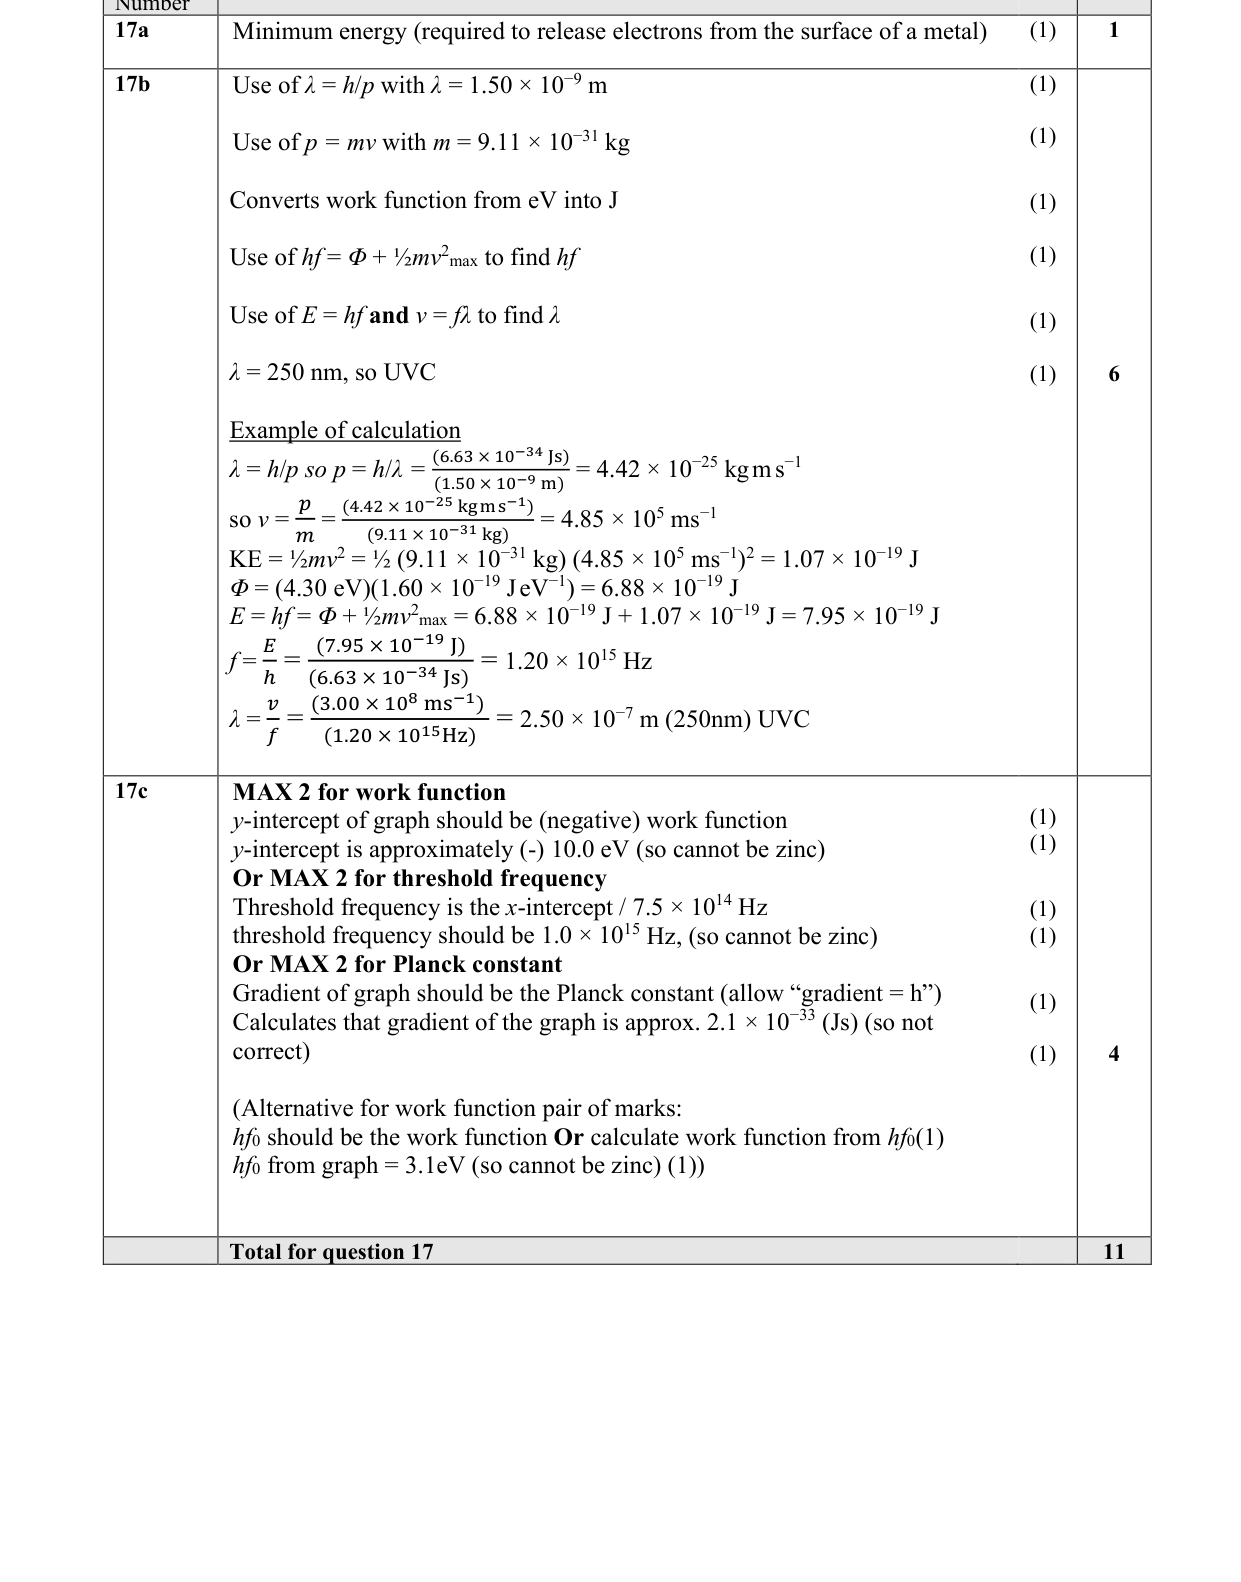 Number
17a Minimum energy (required to release electrons from the surface of a metal) (1) 1
17b Use of λ = h/p with λ = 1.50 × 10⁻⁹ m (1)
Use of p = mv with m = 9.11 × 10⁻³¹ kg (1)
Converts work function from eV into J (1)
Use of hf = Φ + ½mv²max to find hf (1)
Use of E = hf and v = fλ to find λ (1)
λ = 250 nm, so UVC (1) 6
Example of calculation
λ = h/p so p = h/λ = (6.63 × 10⁻³⁴ Js)/(1.50 × 10⁻⁹ m) = 4.42 × 10⁻²⁵ kg m s⁻¹
so v = p/m = (4.42 × 10⁻²⁵ kg m s⁻¹)/(9.11 × 10⁻³¹ kg) = 4.85 × 10⁵ ms⁻¹
KE = ½mv² = ½ (9.11 × 10⁻³¹ kg) (4.85 × 10⁵ ms⁻¹)² = 1.07 × 10⁻¹⁹ J
Φ = (4.30 eV)(1.60 × 10⁻¹⁹ J eV⁻¹) = 6.88 × 10⁻¹⁹ J
E = hf = Φ + ½mv²max = 6.88 × 10⁻¹⁹ J + 1.07 × 10⁻¹⁹ J = 7.95 × 10⁻¹⁹ J
f = E/h = (7.95 × 10⁻¹⁹ J)/(6.63 × 10⁻³⁴ Js) = 1.20 × 10¹⁵ Hz
λ = v/f = (3.00 × 10⁸ ms⁻¹)/(1.20 × 10¹⁵Hz) = 2.50 × 10⁻⁷ m (250nm) UVC
17c MAX 2 for work function
y-intercept of graph should be (negative) work function (1)
y-intercept is approximately (-) 10.0 eV (so cannot be zinc) (1)
Or MAX 2 for threshold frequency
Threshold frequency is the x-intercept / 7.5 × 10¹⁴ Hz (1)
threshold frequency should be 1.0 × 10¹⁵ Hz, (so cannot be zinc) (1)
Or MAX 2 for Planck constant
Gradient of graph should be the Planck constant (allow “gradient = h”) (1)
Calculates that gradient of the graph is approx. 2.1 × 10⁻³³ (Js) (so not
correct) (1) 4
(Alternative for work function pair of marks:
hf₀ should be the work function Or calculate work function from hf₀(1)
hf₀ from graph = 3.1eV (so cannot be zinc) (1))
Total for question 17 11